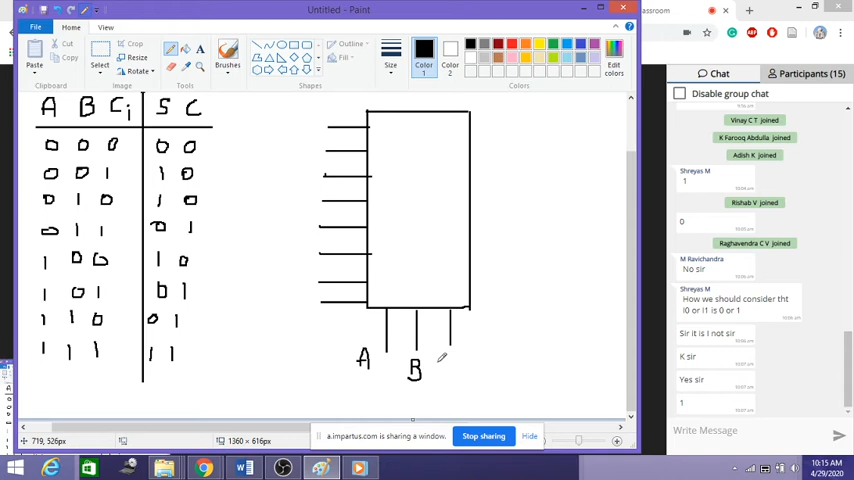 Untitled - Paint
File Home View
Paste Cut Copy Select Crop Resize Rotate Brushes Outline Fill Size Color 1 Color 2 Edit colors
Clipboard Image Tools Shapes Colors
A B Ci S C
0 0 0 0 0
0 0 1 1 0
0 1 0 1 0
0 1 1 0 1
1 0 0 1 0
1 0 1 0 1
1 1 0 0 1
1 1 1 1 1
A B
719, 526px 1360 × 616px
a.impartus.com is sharing a window. Stop sharing Hide
Chat Participants (15)
Disable group chat
Vinay C T joined
K Farooq Abdulla joined
Adish K joined
Shreyas M
1
Rishab V joined
0
Raghavendra C V joined
M Ravichandra
No sir
Shreyas M
How we should consider tht
I0 or I1 is 0 or 1
Sir it is I not sir
K sir
Yes sir
1
Write Message
10:15 AM
4/29/2020